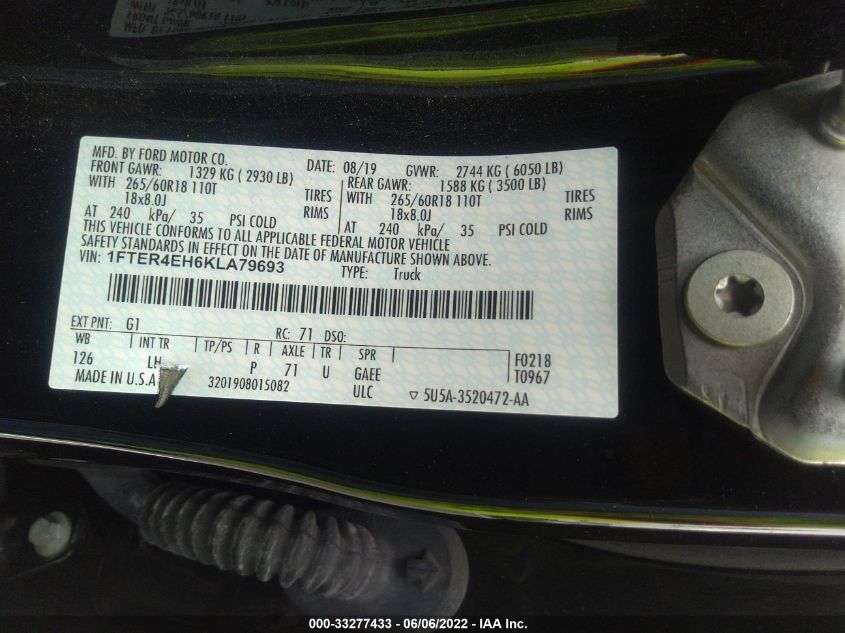 MFD. BY FORD MOTOR CO. DATE: 08/19 GVWR: 2744 KG ( 6050 LB)
FRONT GAWR: 1329 KG ( 2930 LB) REAR GAWR: 1588 KG ( 3500 LB)
WITH 265/60R18 110T TIRES WITH 265/60R18 110T TIRES
18x8.0J RIMS 18x8.0J RIMS
AT 240 kPa/ 35 PSI COLD AT 240 kPa/ 35 PSI COLD
THIS VEHICLE CONFORMS TO ALL APPLICABLE FEDERAL MOTOR VEHICLE
SAFETY STANDARDS IN EFFECT ON THE DATE OF MANUFACTURE SHOWN ABOVE.
VIN: 1FTER4EH6KLA79693 TYPE: Truck
EXT PNT: G1 RC: 71 DSO:
WB INT TR TP/PS R AXLE TR SPR F0218
126 LH P 71 U GAEE T0967
MADE IN U.S.A 3201908015082 ULC ▽ 5U5A-3520472-AA
000-33277433 - 06/06/2022 - IAA Inc.